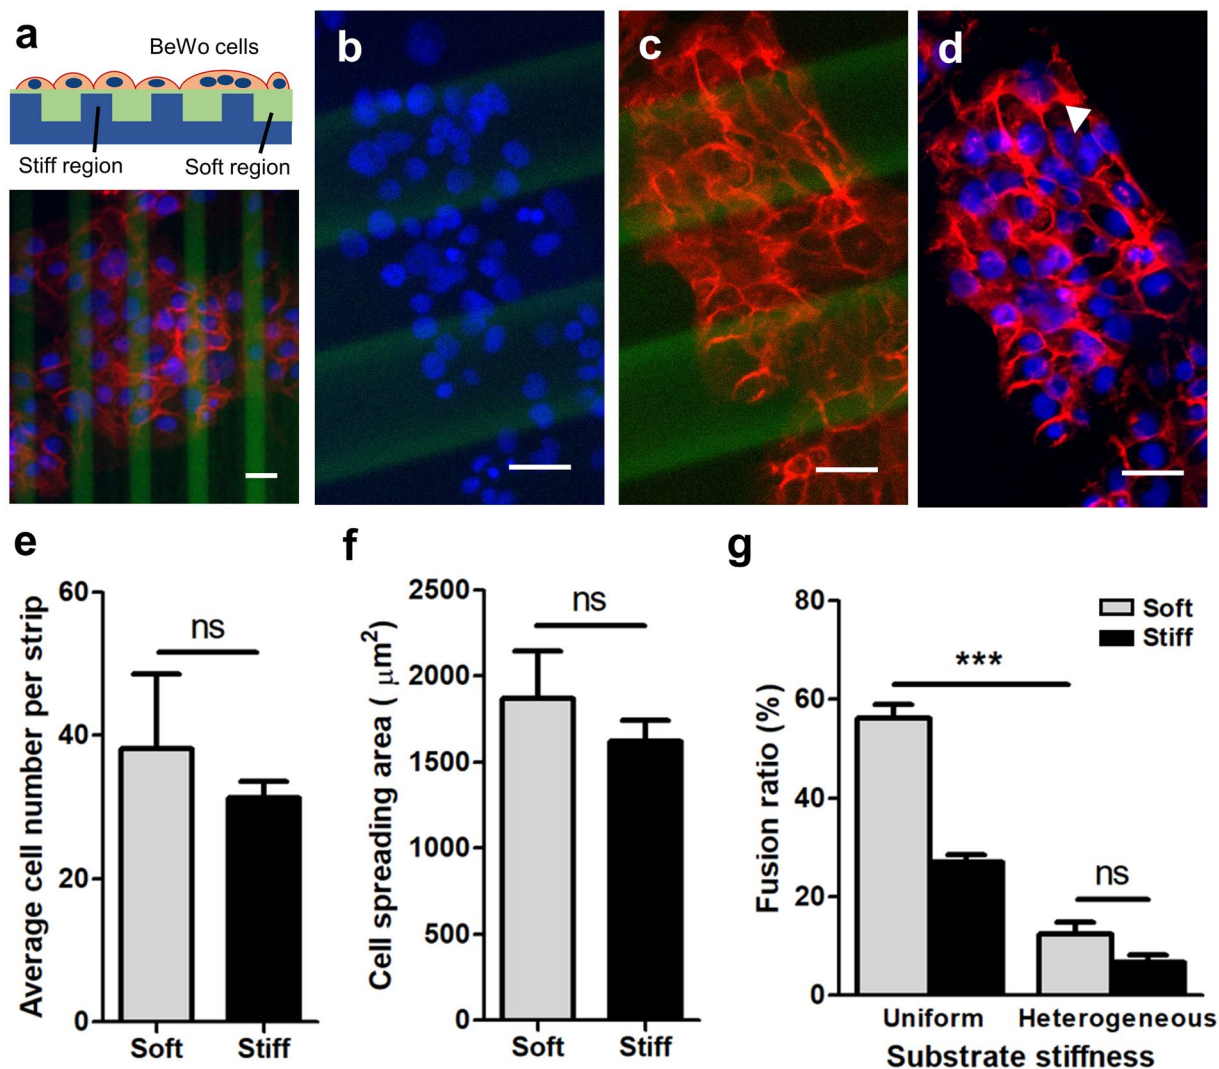 a
BeWo cells
Stiff region
Soft region
b
c
d
e
Average cell number per strip
60
40
20
0
ns
Soft
Stiff
f
Cell spreading area ( μm2)
2500
2000
1500
1000
500
0
ns
Soft
Stiff
g
Fusion ratio (%)
80
60
40
20
0
***
ns
Soft
Stiff
Uniform
Heterogeneous
Substrate stiffness